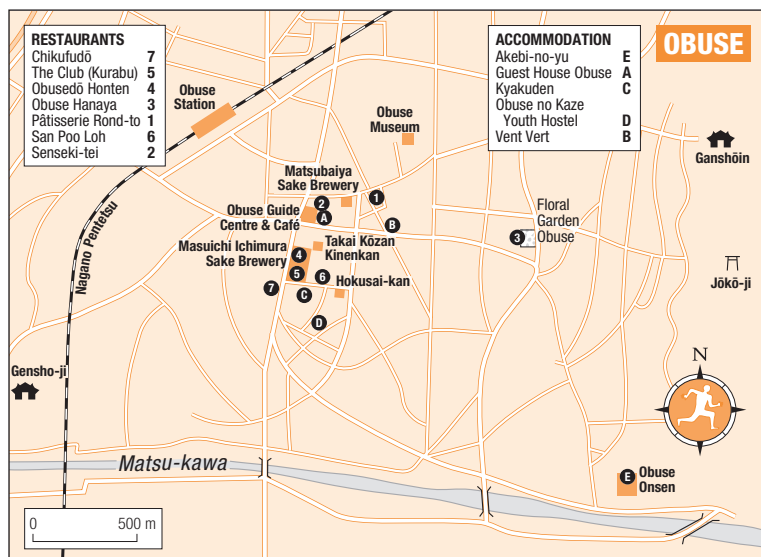 RESTAURANTS
Chikufudō 7
The Club (Kurabu) 5
Obusedō Honten 4
Obuse Hanaya 3
Pâtisserie Rond-to 1
San Poo Loh 6
Senseki-tei 2
ACCOMMODATION
Akebi-no-yu E
Guest House Obuse A
Kyakuden C
Obuse no Kaze
Youth Hostel D
Vent Vert B
OBUSE
Obuse
Station
Obuse
Museum
Ganshōin
Matsubaiya
Sake Brewery
1
2
A
Obuse Guide
Centre & Café
B
Floral
Garden
Obuse
3
Takai Kōzan
Kinenkan
Masuichi Ichimura
Sake Brewery
4
5
6
Hokusai-kan
7
C
D
Nagano Pentetsu
Jōkō-ji
Gensho-ji
N
Matsu-kawa
E
Obuse
Onsen
0 500 m